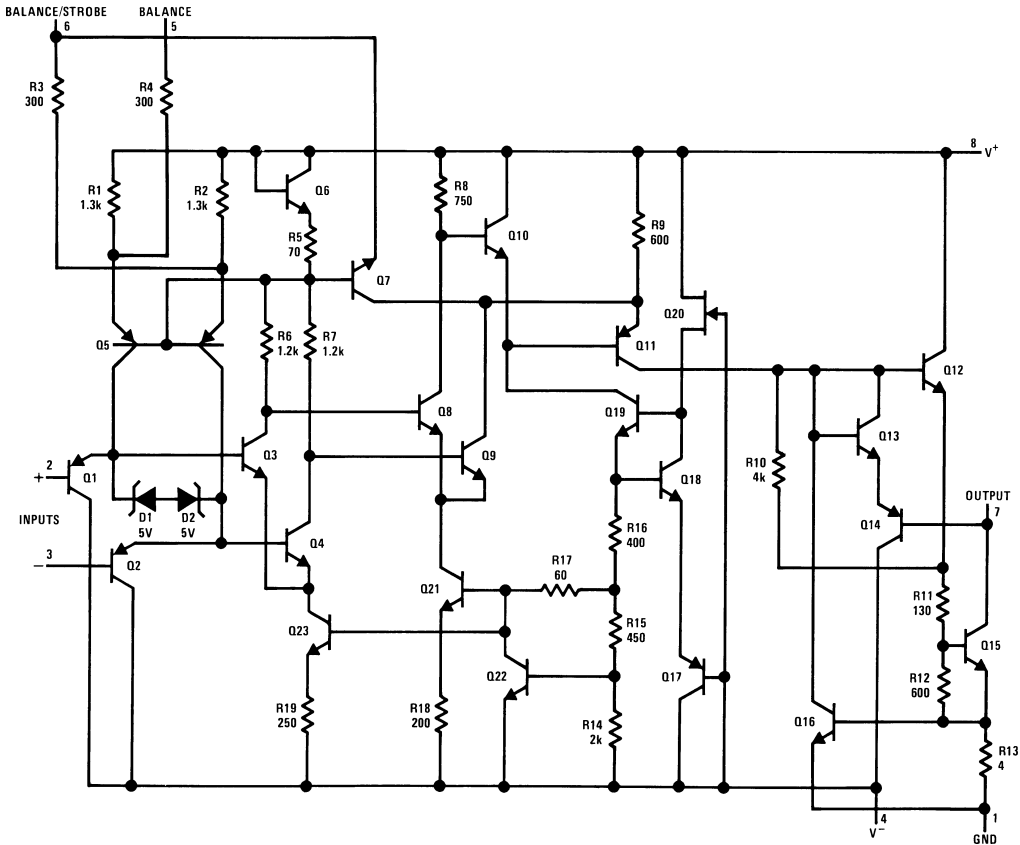 BALANCE/STROBE BALANCE
6 5
R3
300
R4
300
8 V+
R1
1.3k
R2
1.3k
Q6
R8
750
R5
70
Q10
R9
600
Q7
Q20
Q5
R6
1.2k
R7
1.2k
Q11
Q12
Q8
Q19
Q13
2
+
Q1
Q3
Q9
Q18
R10
4k
D1
5V
D2
5V
OUTPUT
7
INPUTS
Q14
3
−
Q2
Q4
R16
400
R17
60
Q21
R11
130
Q23
R15
450
Q15
Q22
Q17
R12
600
R19
250
R18
200
R14
2k
Q16
R13
4
4
V−
1
GND